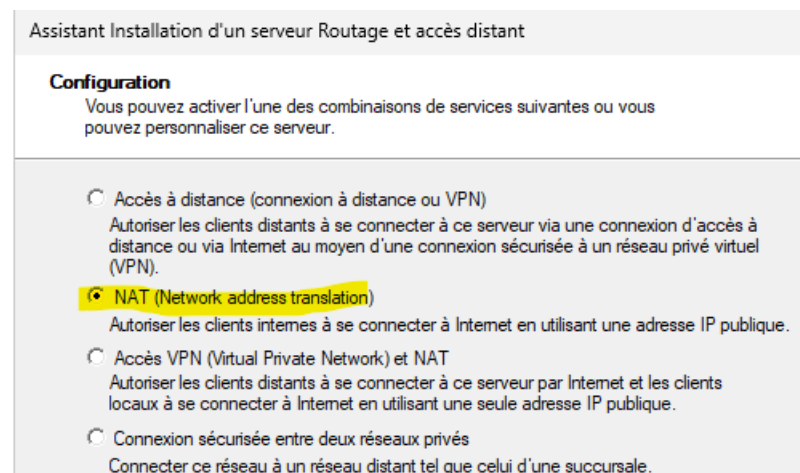 Assistant Installation d'un serveur Routage et accès distant
Configuration
Vous pouvez activer l'une des combinaisons de services suivantes ou vous
pouvez personnaliser ce serveur.
Accès à distance (connexion à distance ou VPN)
Autoriser les clients distants à se connecter à ce serveur via une connexion d'accès à
distance ou via Internet au moyen d'une connexion sécurisée à un réseau privé virtuel
(VPN).
NAT (Network address translation)
Autoriser les clients internes à se connecter à Internet en utilisant une adresse IP publique.
Accès VPN (Virtual Private Network) et NAT
Autoriser les clients distants à se connecter à ce serveur par Internet et les clients
locaux à se connecter à Internet en utilisant une seule adresse IP publique.
Connexion sécurisée entre deux réseaux privés
Connecter ce réseau à un réseau distant tel que celui d'une succursale.